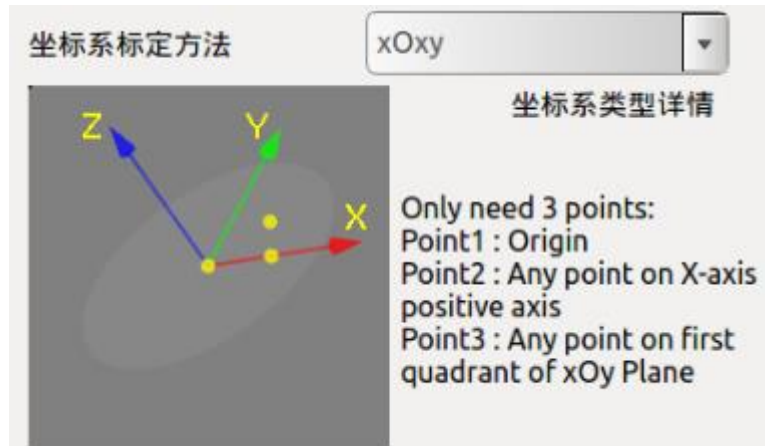 坐标系标定方法
xOxy
坐标系类型详情
Z
Y
X
Only need 3 points:
Point1 : Origin
Point2 : Any point on X-axis
positive axis
Point3 : Any point on first
quadrant of xOy Plane